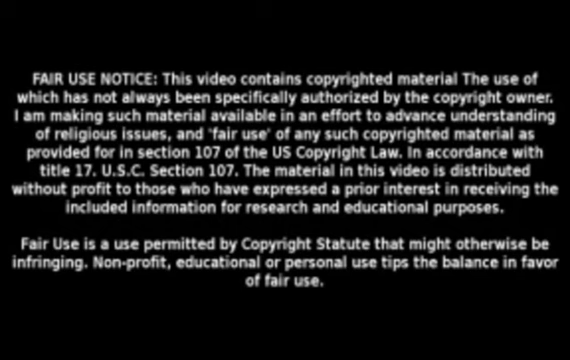 FAIR USE NOTICE: This video contains copyrighted material The use of
which has not always been specifically authorized by the copyright owner.
I am making such material available in an effort to advance understanding
of religious issues, and 'fair use' of any such copyrighted material as
provided for in section 107 of the US Copyright Law. In accordance with
title 17. U.S.C. Section 107. The material in this video is distributed
without profit to those who have expressed a prior interest in receiving the
included information for research and educational purposes.
Fair Use is a use permitted by Copyright Statute that might otherwise be
infringing. Non-profit, educational or personal use tips the balance in favor
of fair use.